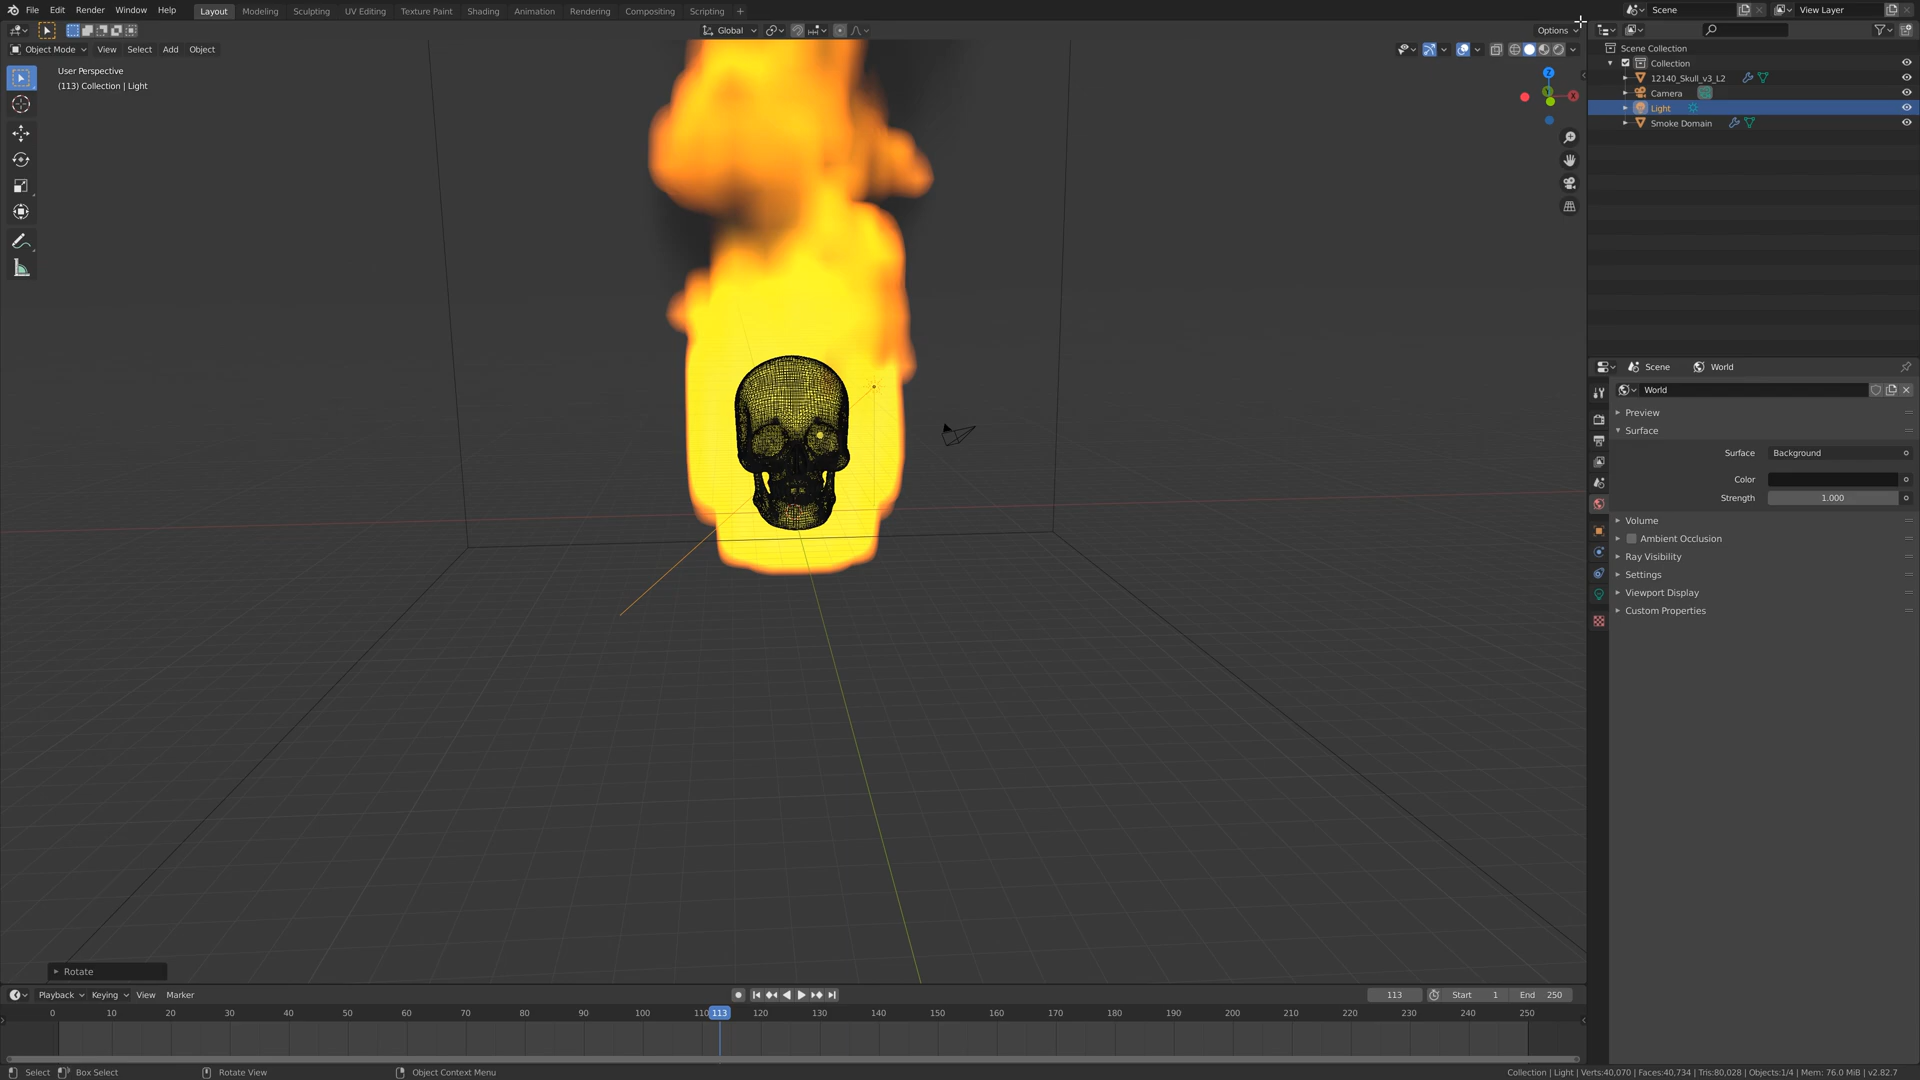 File Edit Render Window Help Layout Modeling Sculpting UV Editing Texture Paint Shading Animation Rendering Compositing Scripting + Scene View Layer
Global Options
Object Mode View Select Add Object
User Perspective
(113) Collection | Light
Z
X
Y
Scene Collection
Collection
12140_Skull_v3_L2
Camera
Light
Smoke Domain
Scene World
World
Preview
Surface
Surface Background
Color
Strength 1.000
Volume
Ambient Occlusion
Ray Visibility
Settings
Viewport Display
Custom Properties
Rotate
Playback Keying View Marker 113 Start 1 End 250
0 10 20 30 40 50 60 70 80 90 100 110 113 120 130 140 150 160 170 180 190 200 210 220 230 240 250
Select Box Select Rotate View Object Context Menu Collection | Light | Verts:40,070 | Faces:40,734 | Tris:80,028 | Objects:1/4 | Mem: 76.0 MiB | v2.82.7